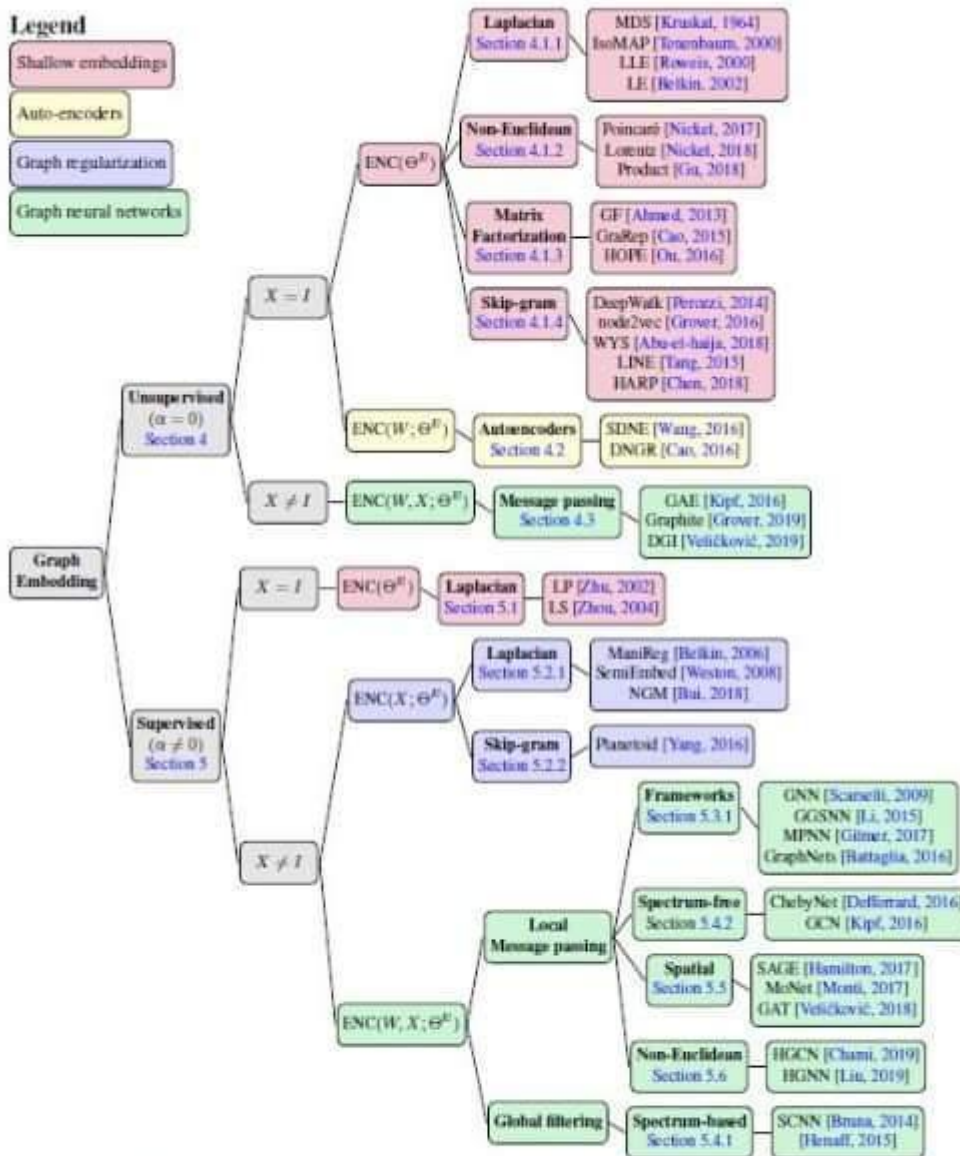 Legend
Shallow embeddings
Auto-encoders
Graph regularization
Graph neural networks
Graph
Embedding
Unsupervised
(α = 0)
Section 4
X = I
ENC(Θ^E)
Laplacian
Section 4.1.1
MDS [Kruskal, 1964]
IsoMAP [Tenenbaum, 2000]
LLE [Roweis, 2000]
LE [Belkin, 2002]
Non-Euclidean
Section 4.1.2
Poincaré [Nickel, 2017]
Lorentz [Nickel, 2018]
Product [Gu, 2018]
Matrix
Factorization
Section 4.1.3
GF [Ahmed, 2013]
GraRep [Cao, 2015]
HOPE [Ou, 2016]
Skip-gram
Section 4.1.4
DeepWalk [Perozzi, 2014]
node2vec [Grover, 2016]
WYS [Abu-el-haija, 2018]
LINE [Tang, 2015]
HARP [Chen, 2018]
ENC(W; Θ^E)
Autoencoders
Section 4.2
SDNE [Wang, 2016]
DNGR [Cao, 2016]
X ≠ I
ENC(W, X; Θ^E)
Message passing
Section 4.3
GAE [Kipf, 2016]
Graphite [Grover, 2019]
DGI [Veličković, 2019]
Supervised
(α ≠ 0)
Section 5
X = I
ENC(Θ^E)
Laplacian
Section 5.1
LP [Zhu, 2002]
LS [Zhou, 2004]
X ≠ I
ENC(X; Θ^E)
Laplacian
Section 5.2.1
ManiReg [Belkin, 2006]
SemiEmbed [Weston, 2008]
NGM [Bui, 2018]
Skip-gram
Section 5.2.2
Planetoid [Yang, 2016]
ENC(W, X; Θ^E)
Local
Message passing
Frameworks
Section 5.3.1
GNN [Scarselli, 2009]
GGSNN [Li, 2015]
MPNN [Gilmer, 2017]
GraphNets [Battaglia, 2016]
Spectrum-free
Section 5.4.2
ChebyNet [Defferrard, 2016]
GCN [Kipf, 2016]
Spatial
Section 5.5
SAGE [Hamilton, 2017]
MoNet [Monti, 2017]
GAT [Veličković, 2018]
Non-Euclidean
Section 5.6
HGCN [Chami, 2019]
HGNN [Liu, 2019]
Global filtering
Spectrum-based
Section 5.4.1
SCNN [Bruna, 2014]
[Henaff, 2015]